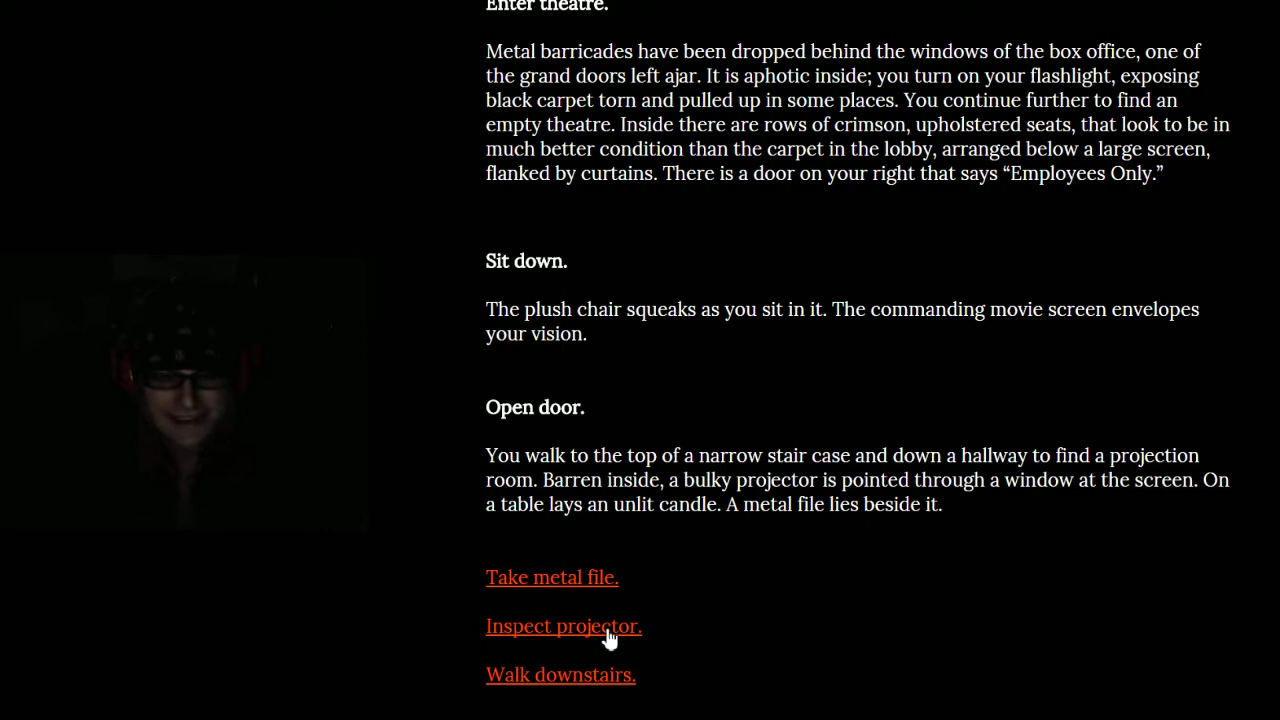 Enter theatre.
Metal barricades have been dropped behind the windows of the box office, one of
the grand doors left ajar. It is aphotic inside; you turn on your flashlight, exposing
black carpet torn and pulled up in some places. You continue further to find an
empty theatre. Inside there are rows of crimson, upholstered seats, that look to be in
much better condition than the carpet in the lobby, arranged below a large screen,
flanked by curtains. There is a door on your right that says “Employees Only.”
Sit down.
The plush chair squeaks as you sit in it. The commanding movie screen envelopes
your vision.
Open door.
You walk to the top of a narrow stair case and down a hallway to find a projection
room. Barren inside, a bulky projector is pointed through a window at the screen. On
a table lays an unlit candle. A metal file lies beside it.
Take metal file.
Inspect projector.
Walk downstairs.